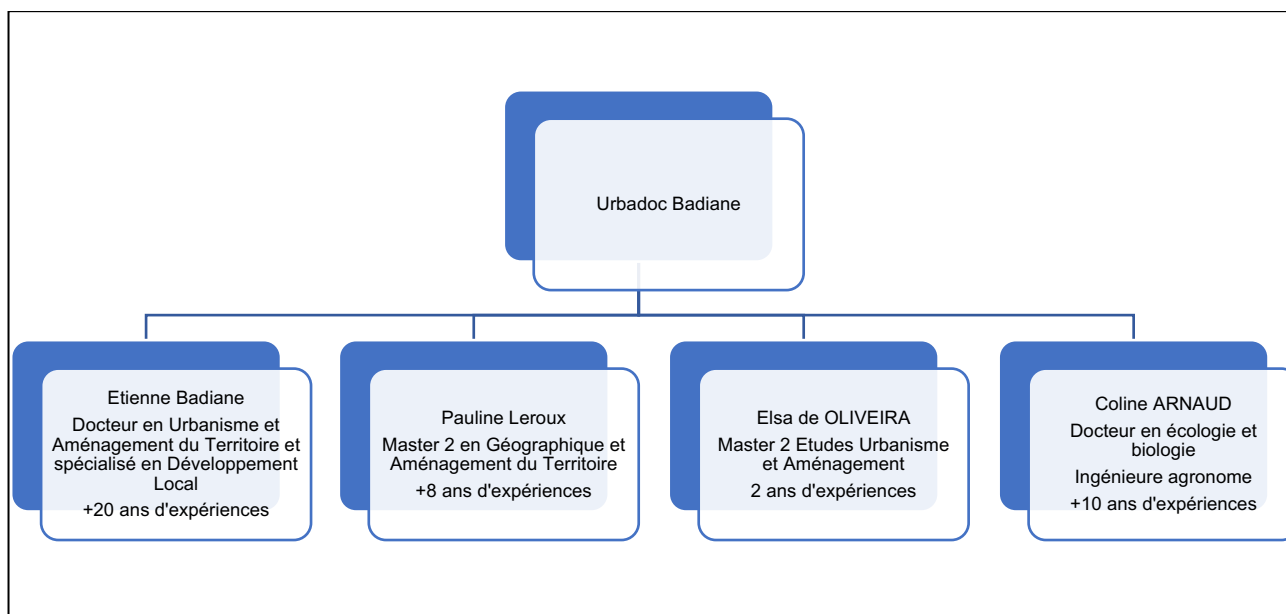 Urbadoc Badiane
Etienne Badiane
Docteur en Urbanisme et
Aménagement du Territoire et
spécialisé en Développement
Local
+20 ans d'expériences
Pauline Leroux
Master 2 en Géographique et
Aménagement du Territoire
+8 ans d'expériences
Elsa de OLIVEIRA
Master 2 Etudes Urbanisme
et Aménagement
2 ans d'expériences
Coline ARNAUD
Docteur en écologie et
biologie
Ingénieure agronome
+10 ans d'expériences